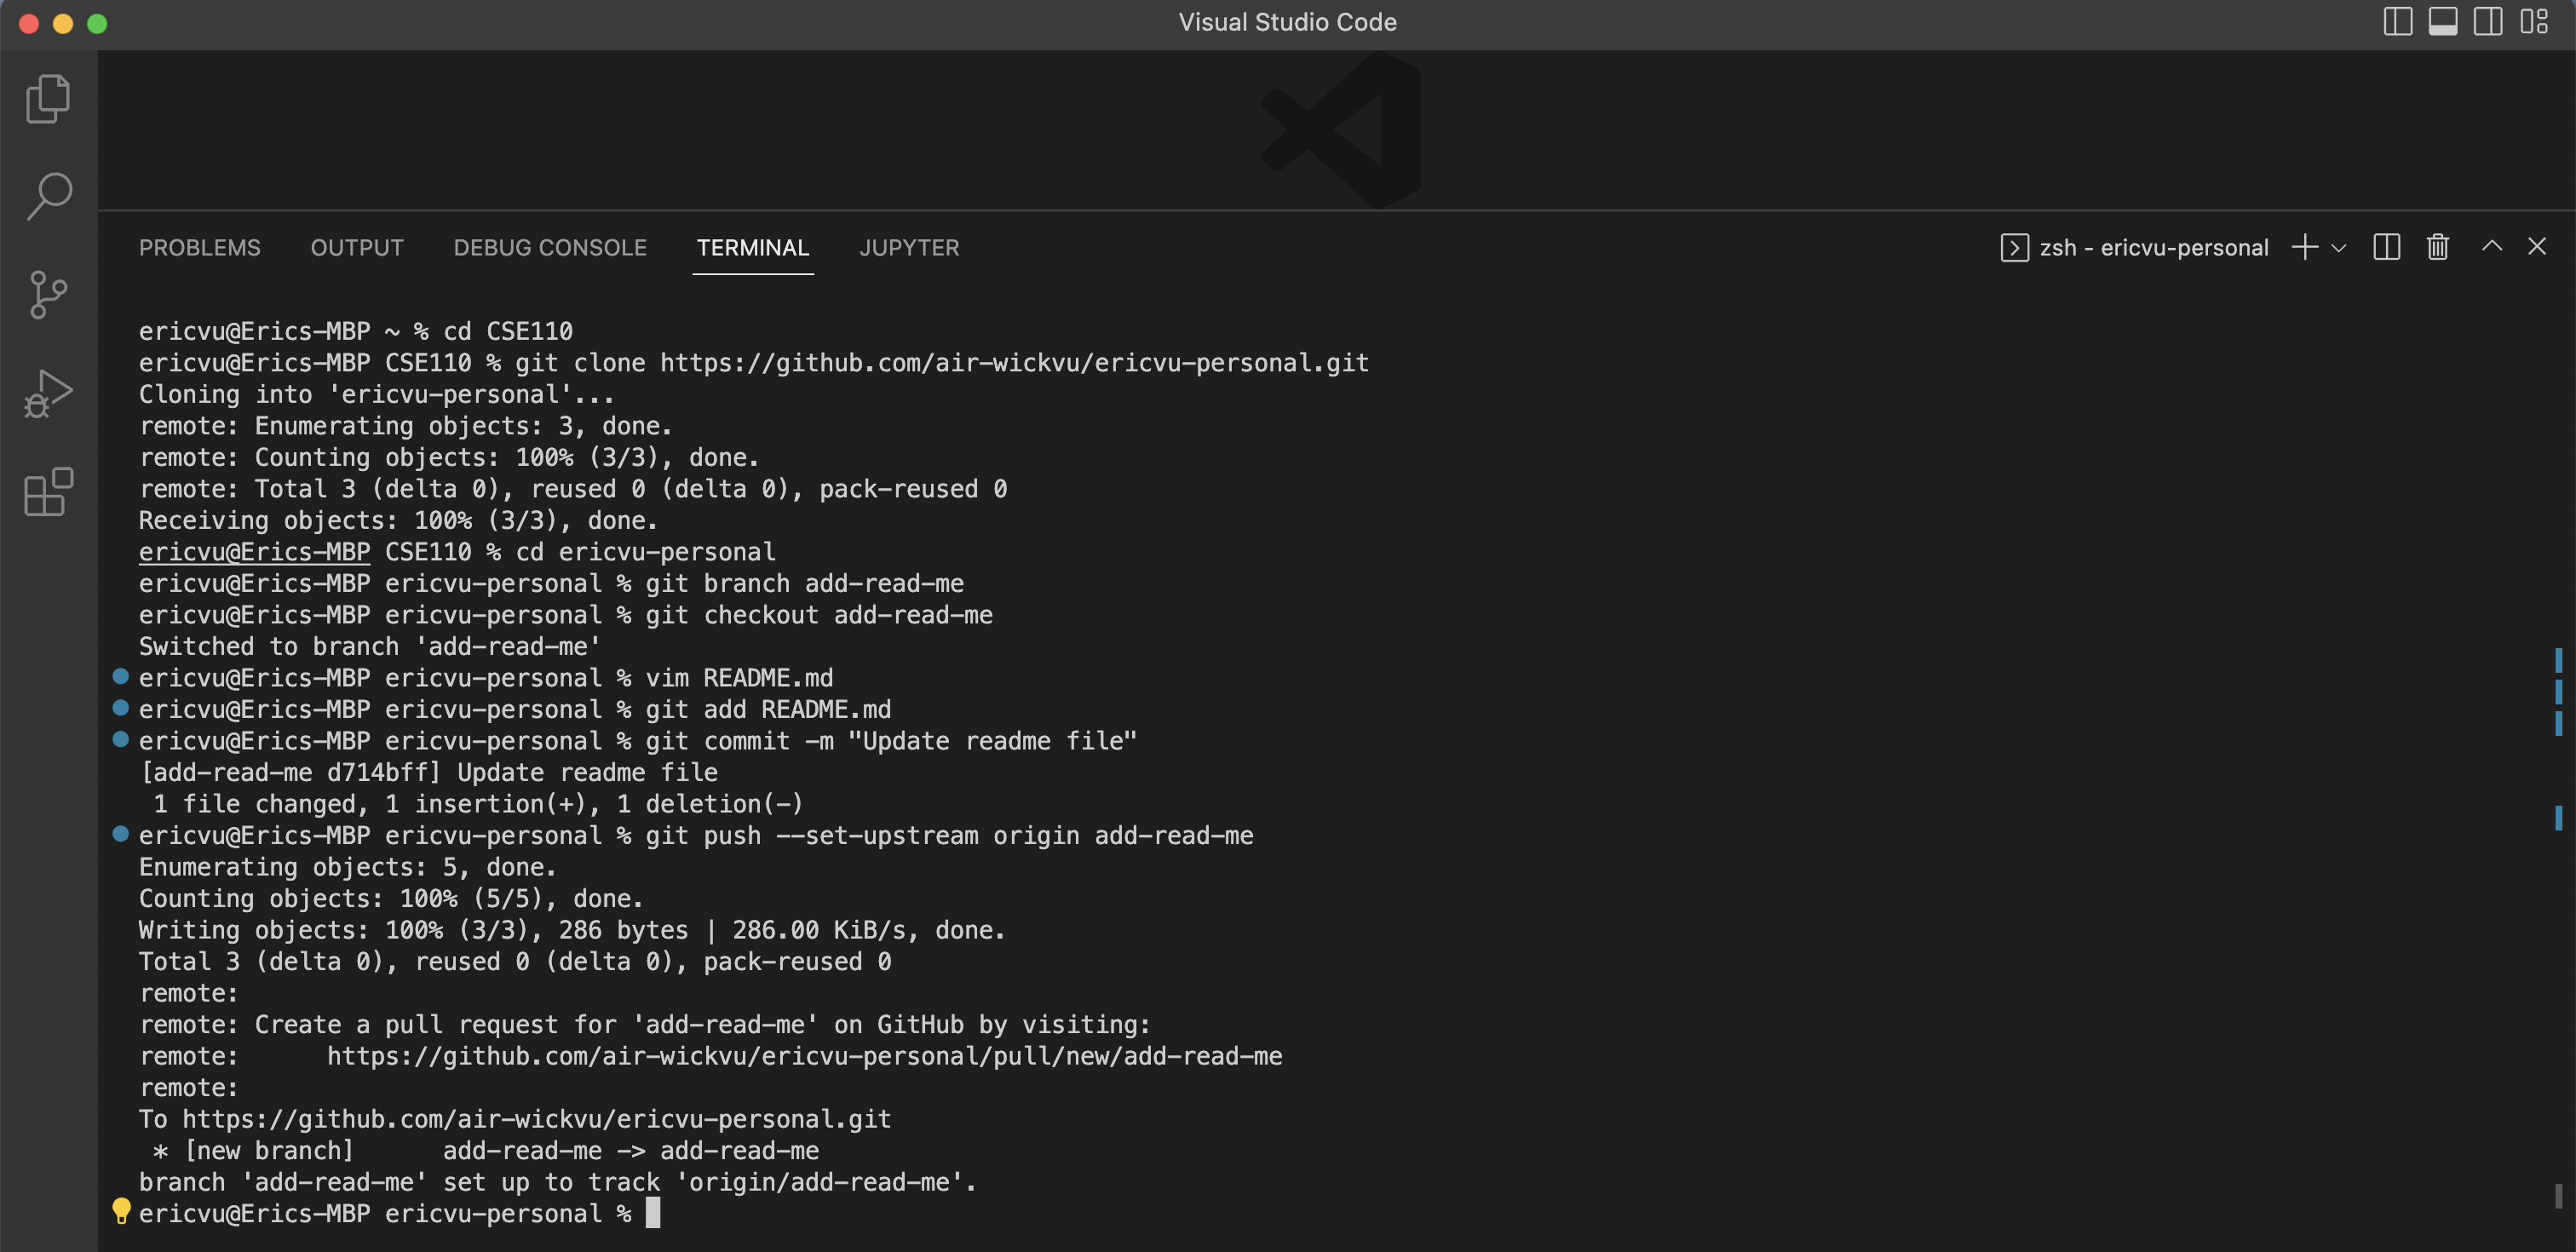 Visual Studio Code
PROBLEMS OUTPUT DEBUG CONSOLE TERMINAL JUPYTER zsh - ericvu-personal
ericvu@Erics-MBP ~ % cd CSE110
ericvu@Erics-MBP CSE110 % git clone https://github.com/air-wickvu/ericvu-personal.git
Cloning into 'ericvu-personal'...
remote: Enumerating objects: 3, done.
remote: Counting objects: 100% (3/3), done.
remote: Total 3 (delta 0), reused 0 (delta 0), pack-reused 0
Receiving objects: 100% (3/3), done.
ericvu@Erics-MBP CSE110 % cd ericvu-personal
ericvu@Erics-MBP ericvu-personal % git branch add-read-me
ericvu@Erics-MBP ericvu-personal % git checkout add-read-me
Switched to branch 'add-read-me'
ericvu@Erics-MBP ericvu-personal % vim README.md
ericvu@Erics-MBP ericvu-personal % git add README.md
ericvu@Erics-MBP ericvu-personal % git commit -m "Update readme file"
[add-read-me d714bff] Update readme file
 1 file changed, 1 insertion(+), 1 deletion(-)
ericvu@Erics-MBP ericvu-personal % git push --set-upstream origin add-read-me
Enumerating objects: 5, done.
Counting objects: 100% (5/5), done.
Writing objects: 100% (3/3), 286 bytes | 286.00 KiB/s, done.
Total 3 (delta 0), reused 0 (delta 0), pack-reused 0
remote:
remote: Create a pull request for 'add-read-me' on GitHub by visiting:
remote:      https://github.com/air-wickvu/ericvu-personal/pull/new/add-read-me
remote:
To https://github.com/air-wickvu/ericvu-personal.git
 * [new branch]      add-read-me -> add-read-me
branch 'add-read-me' set up to track 'origin/add-read-me'.
ericvu@Erics-MBP ericvu-personal %